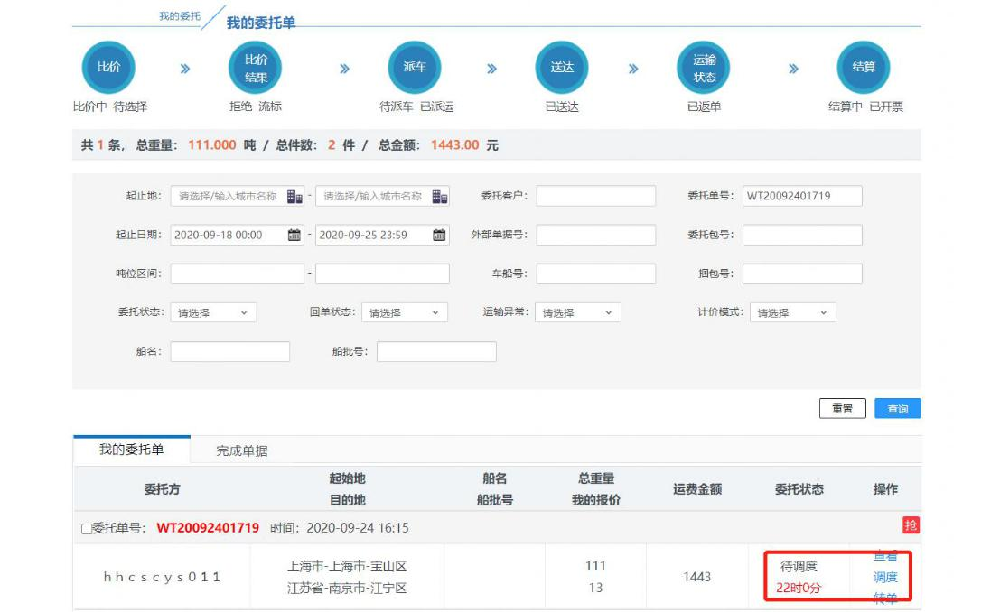 我的委托
我的委托单
比价
比价
结果
派车
送达
运输
状态
结算
比价中 待选择
拒绝 流标
待派车 已派运
已送达
已返单
结算中 已开票
共 1 条， 总重量： 111.000 吨 / 总件数： 2 件 / 总金额： 1443.00 元
起止地： 请选择/输入城市名称 - 请选择/输入城市名称 委托客户： 委托单号： WT20092401719
起止日期： 2020-09-18 00:00 - 2020-09-25 23:59 外部单据号： 委托包号：
吨位区间： - 车船号： 捆包号：
委托状态： 请选择 回单状态： 请选择 运输异常： 请选择 计价模式： 请选择
船名： 船批号：
重置 查询
我的委托单 完成单据
委托方
起始地
目的地
船名
船批号
总重量
我的报价
运费金额
委托状态
操作
委托单号： WT20092401719 时间： 2020-09-24 16:15 抢
hhcscys011
上海市-上海市-宝山区
江苏省-南京市-江宁区
111
13
1443
待调度
22时0分
查看
调度
转单